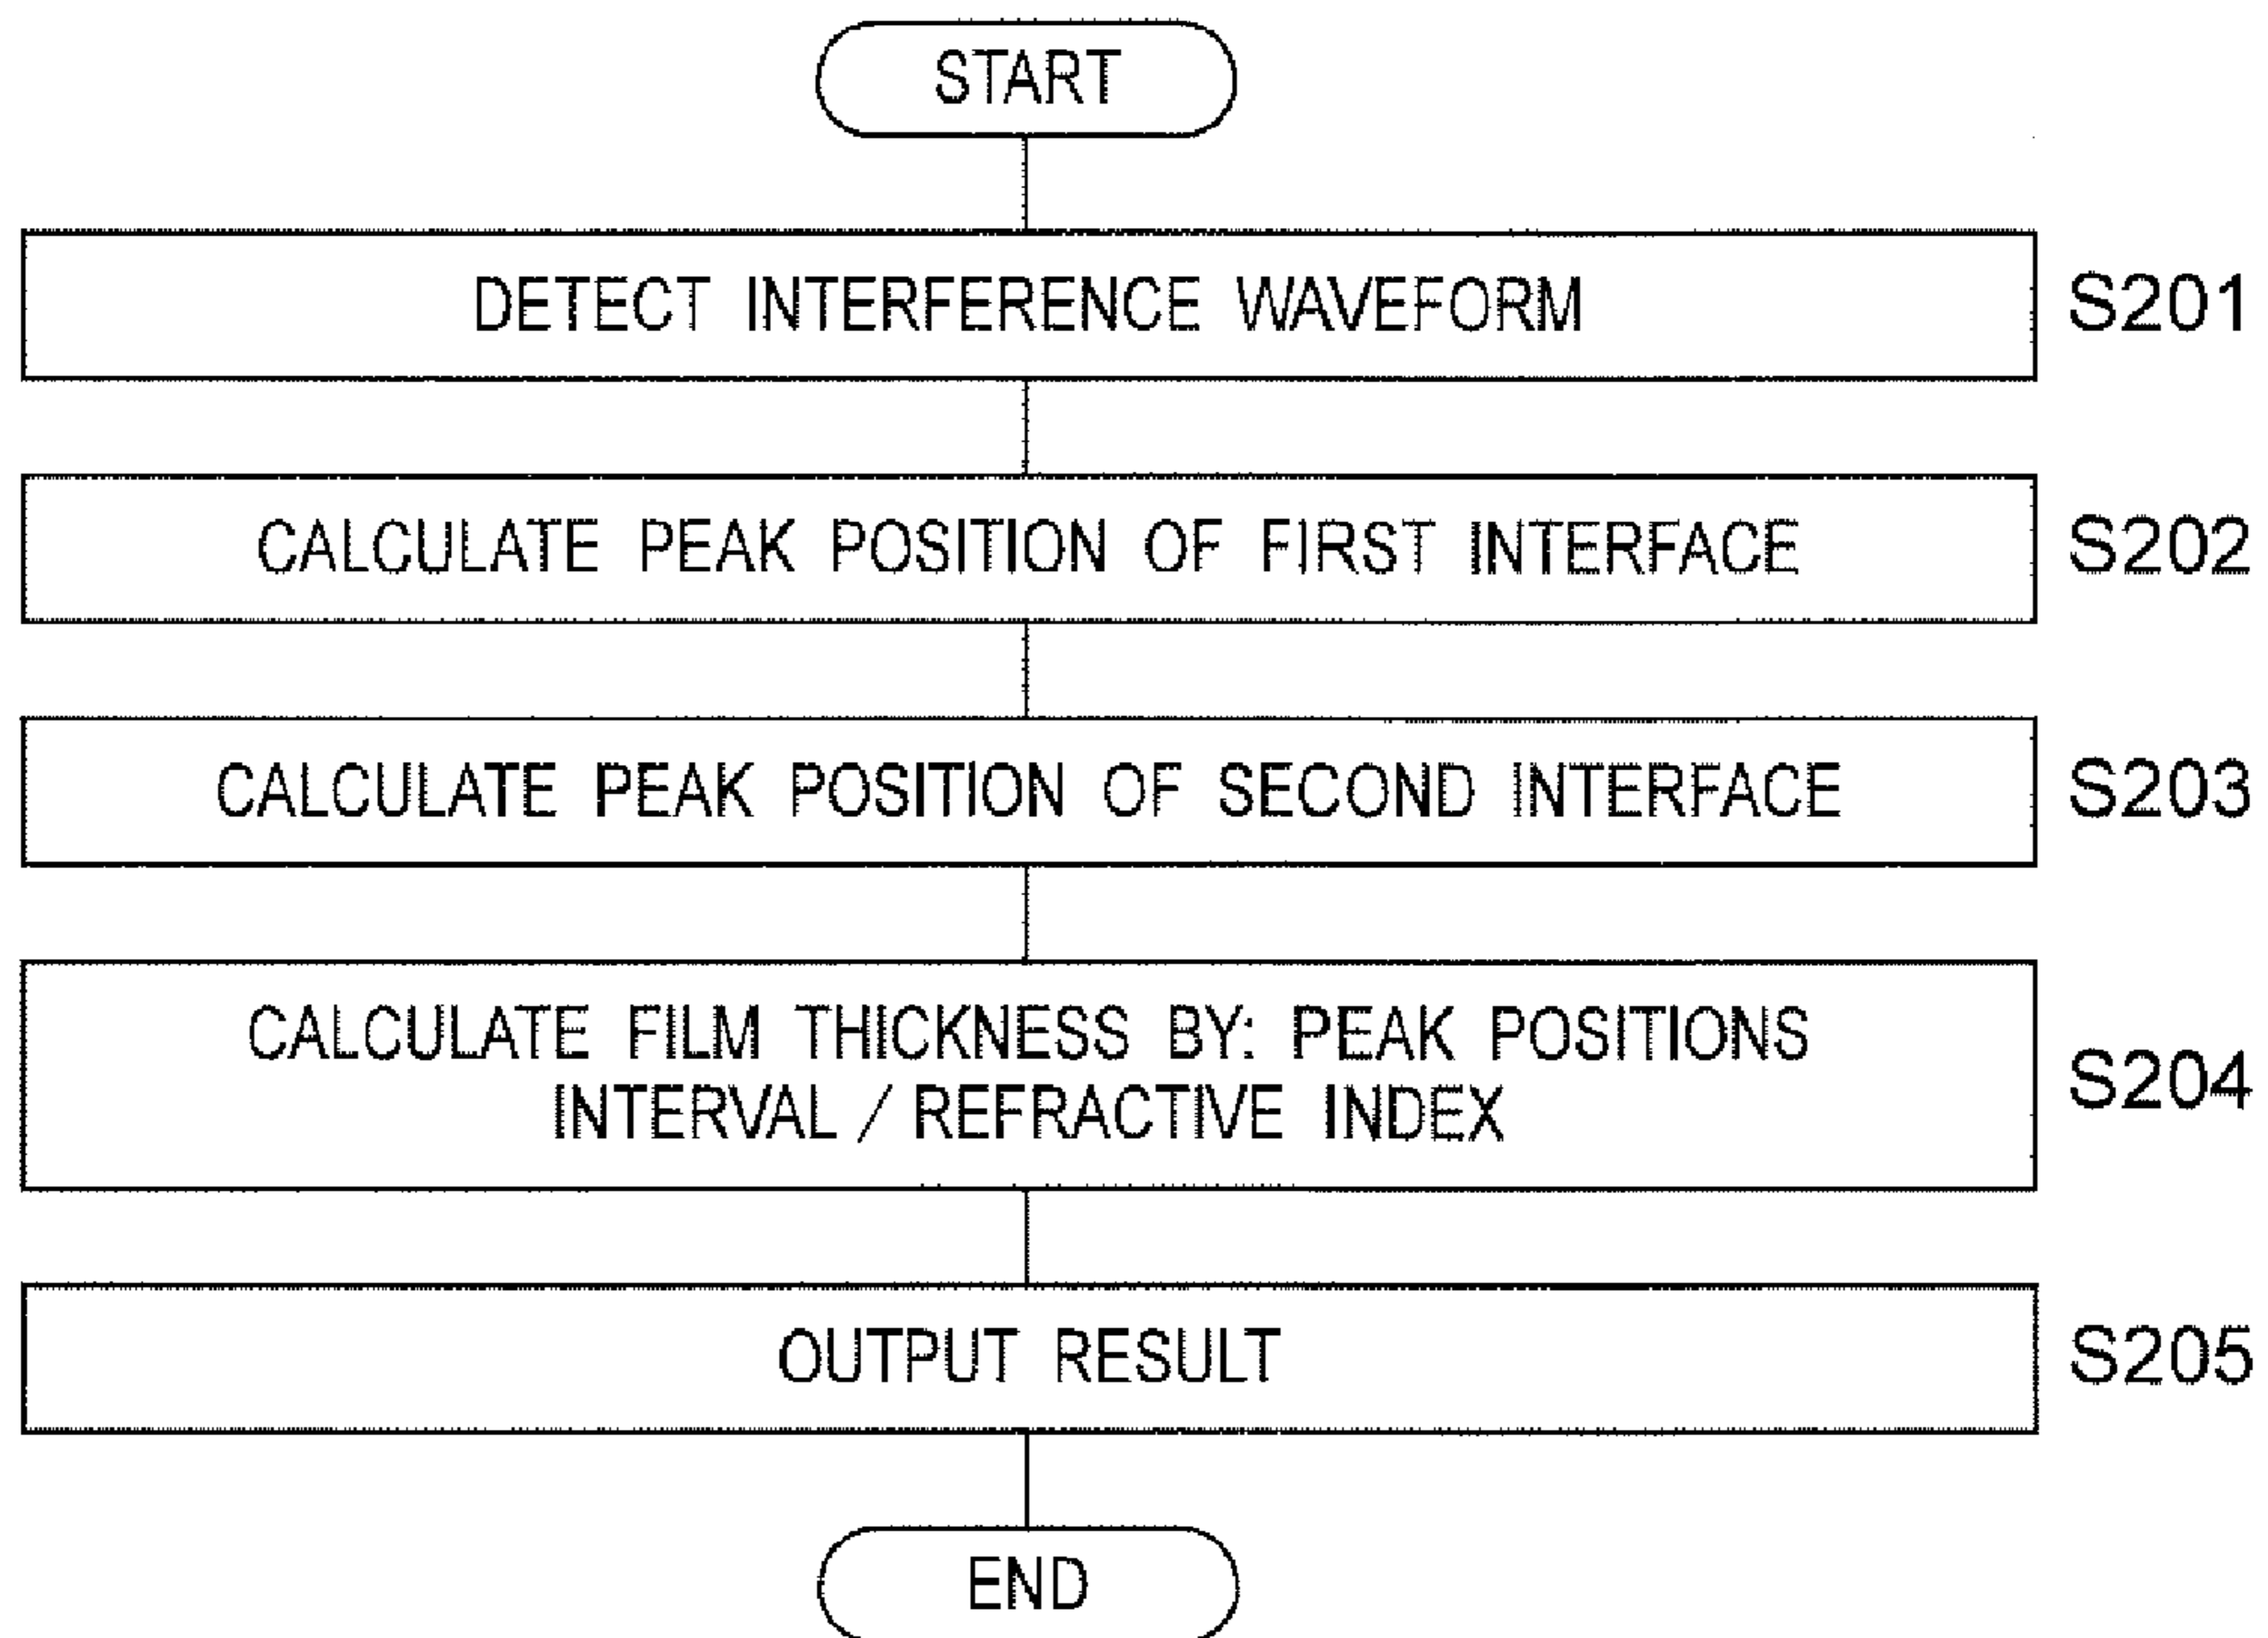 START
DETECT INTERFERENCE WAVEFORM
S201
CALCULATE PEAK POSITION OF FIRST INTERFACE
S202
CALCULATE PEAK POSITION OF SECOND INTERFACE
S203
CALCULATE FILM THICKNESS BY: PEAK POSITIONS
INTERVAL / REFRACTIVE INDEX
S204
OUTPUT RESULT
S205
END